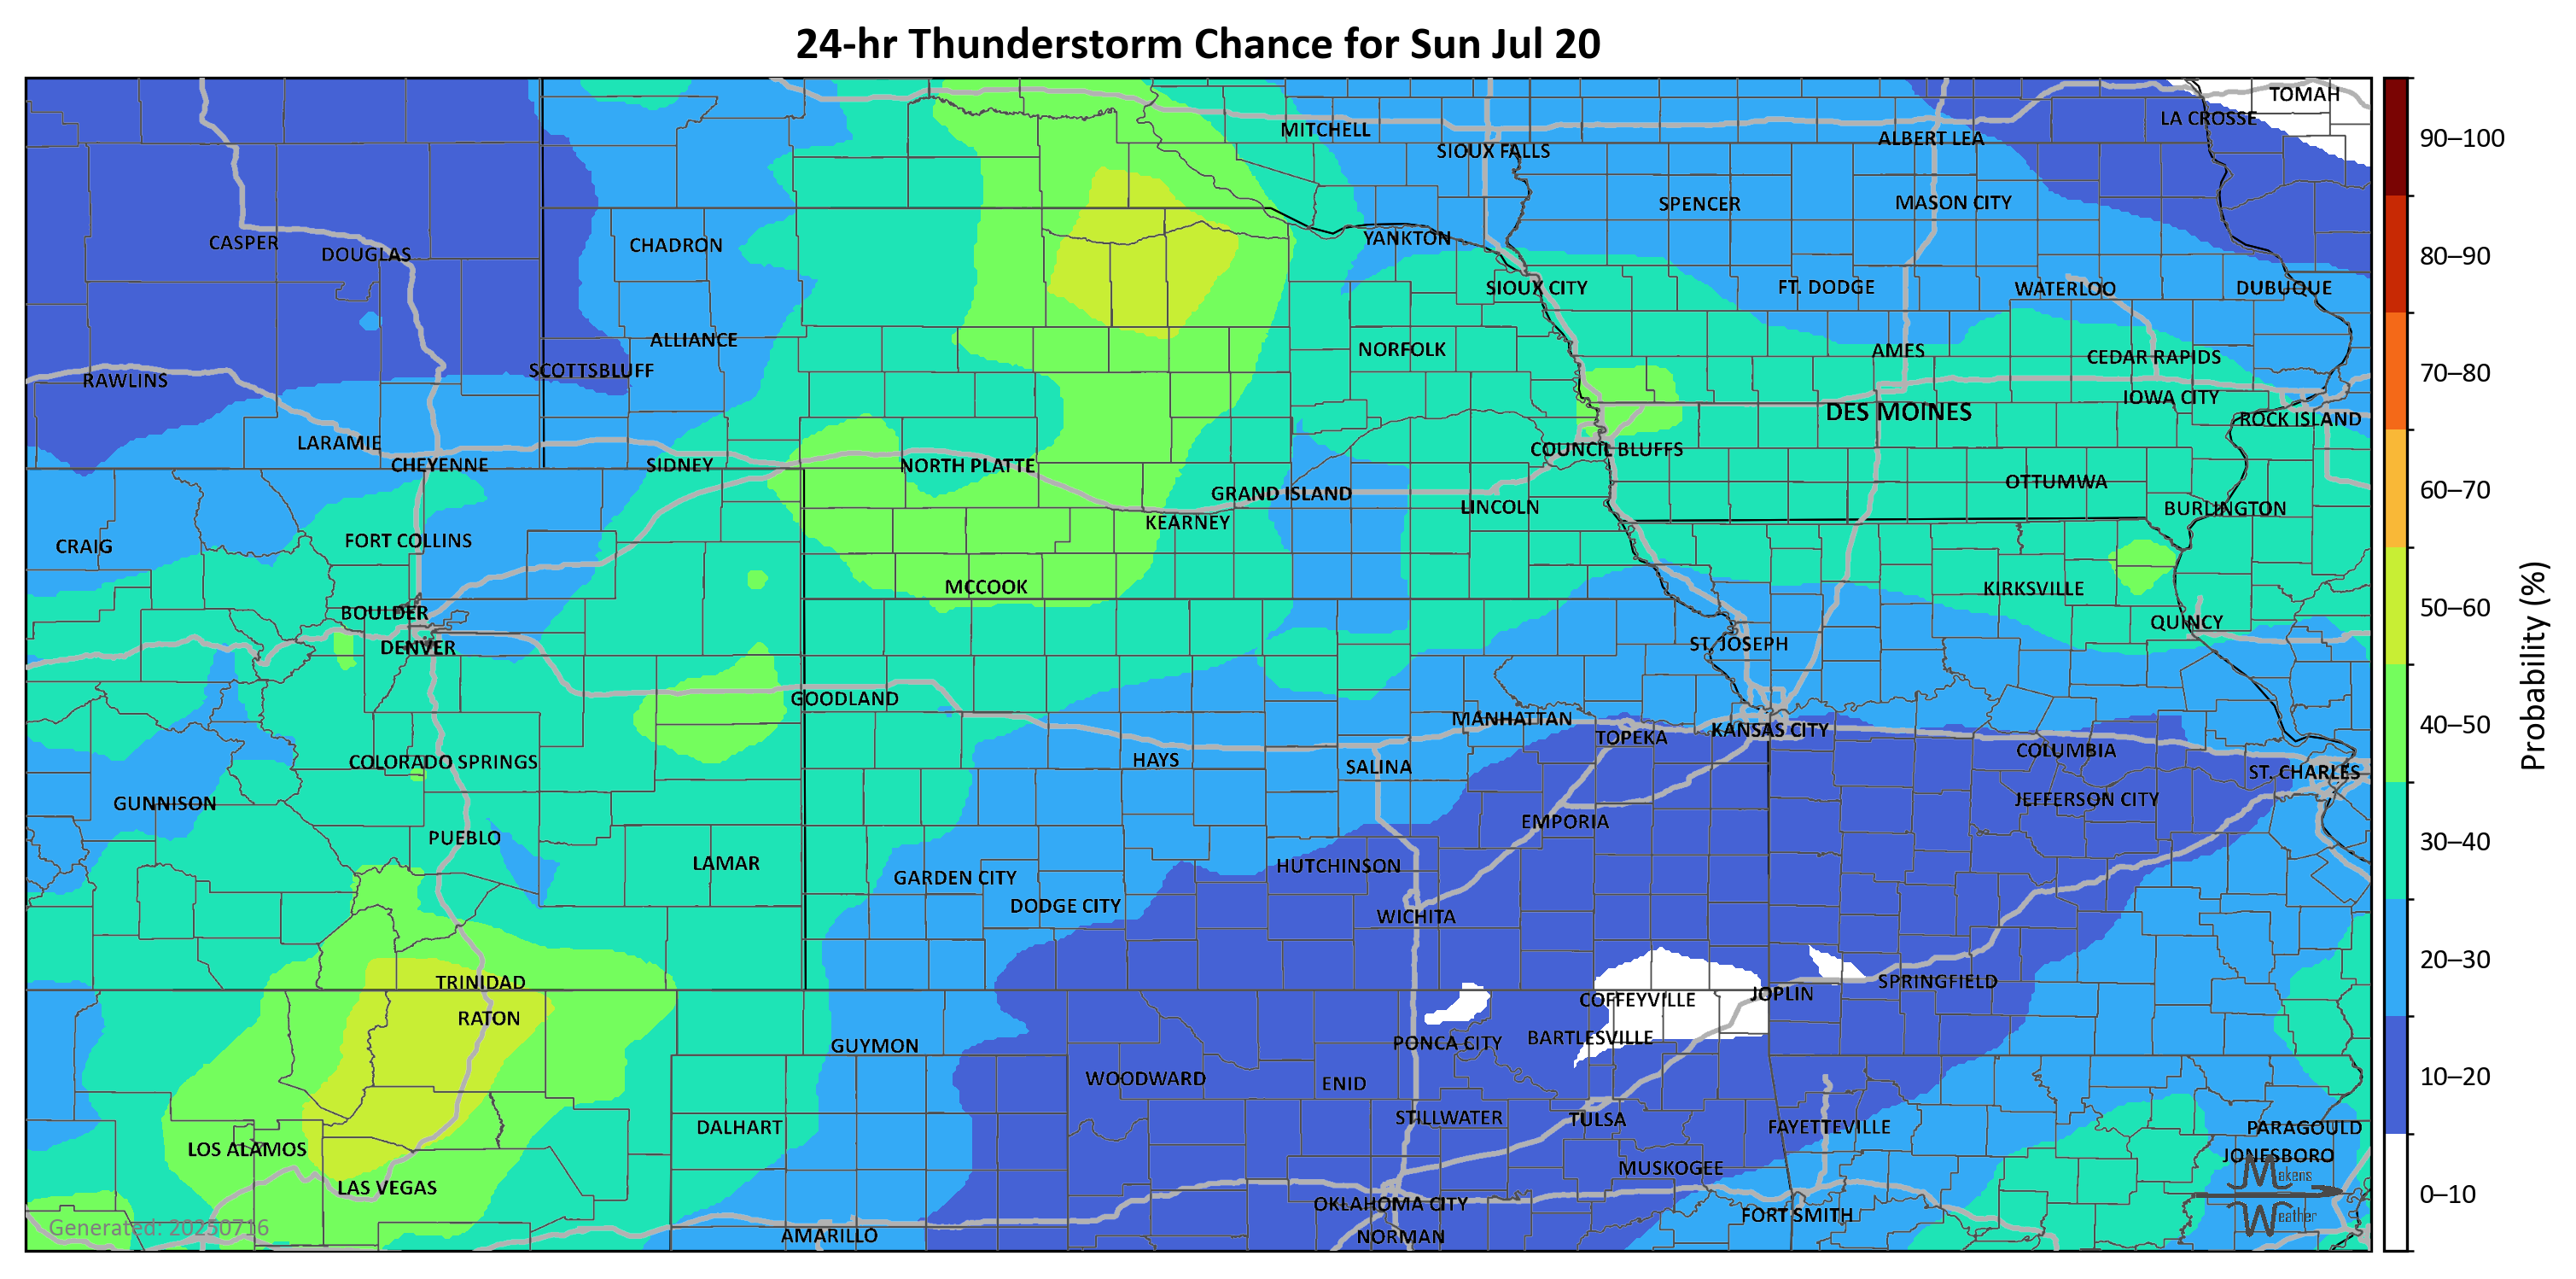 24-hr Thunderstorm Chance for Sun Jul 20
TOMAH
LA CROSSE
MITCHELL
ALBERT LEA
90–100
SIOUX FALLS
SPENCER
MASON CITY
CASPER
DOUGLAS
CHADRON
YANKTON
80–90
SIOUX CITY
FT. DODGE
WATERLOO
DUBUQUE
ALLIANCE
NORFOLK
AMES
CEDAR RAPIDS
RAWLINS
SCOTTSBLUFF
70–80
IOWA CITY
DES MOINES
ROCK ISLAND
LARAMIE
COUNCIL BLUFFS
CHEYENNE
SIDNEY
NORTH PLATTE
OTTUMWA
60–70
GRAND ISLAND
LINCOLN
BURLINGTON
KEARNEY
CRAIG
FORT COLLINS
MCCOOK
KIRKSVILLE
50–60
BOULDER
QUINCY
DENVER
ST. JOSEPH
Probability (%)
GOODLAND
MANHATTAN
40–50
TOPEKA
KANSAS CITY
COLUMBIA
COLORADO SPRINGS
HAYS
SALINA
ST. CHARLES
GUNNISON
JEFFERSON CITY
EMPORIA
PUEBLO
30–40
LAMAR
HUTCHINSON
GARDEN CITY
DODGE CITY
WICHITA
20–30
TRINIDAD
SPRINGFIELD
COFFEYVILLE
JOPLIN
RATON
BARTLESVILLE
GUYMON
PONCA CITY
WOODWARD
ENID
10–20
STILLWATER
TULSA
DALHART
FAYETTEVILLE
PARAGOULD
LOS ALAMOS
JONESBORO
MUSKOGEE
Makens
LAS VEGAS
0–10
OKLAHOMA CITY
FORT SMITH
Weather
Generated: 20250716
AMARILLO
NORMAN